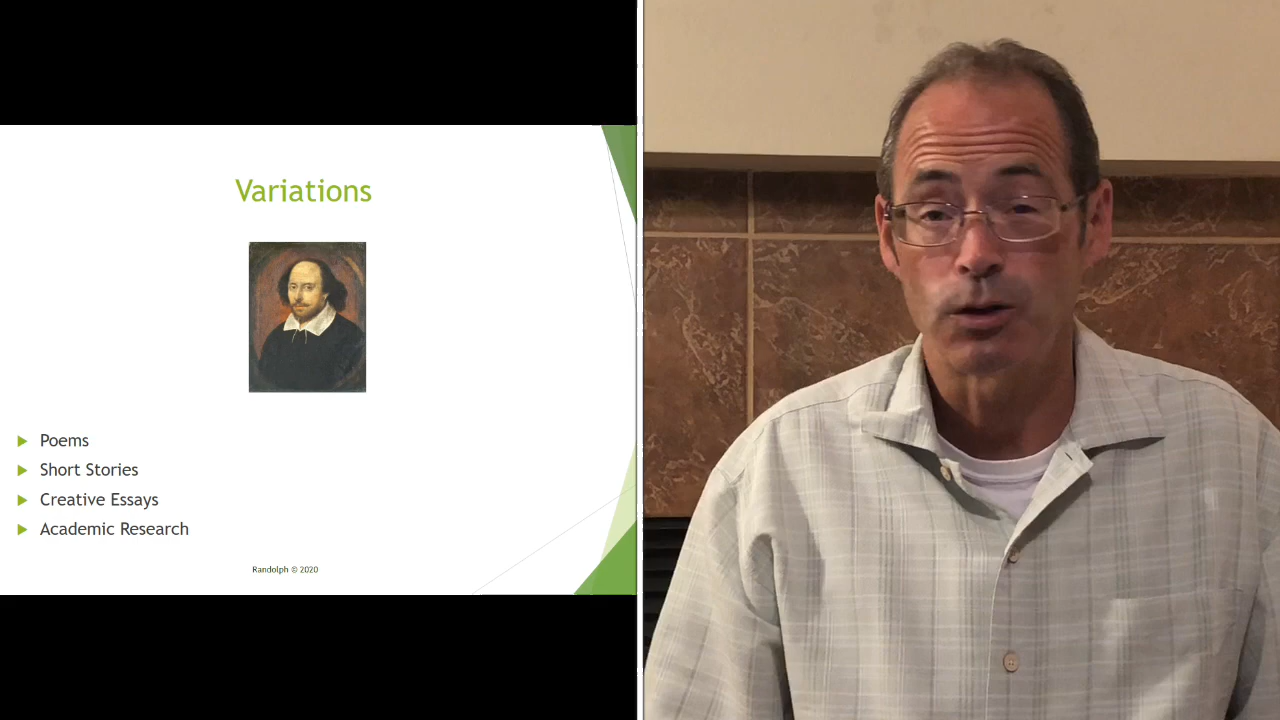 Variations
Poems
Short Stories
Creative Essays
Academic Research
Randolph © 2020